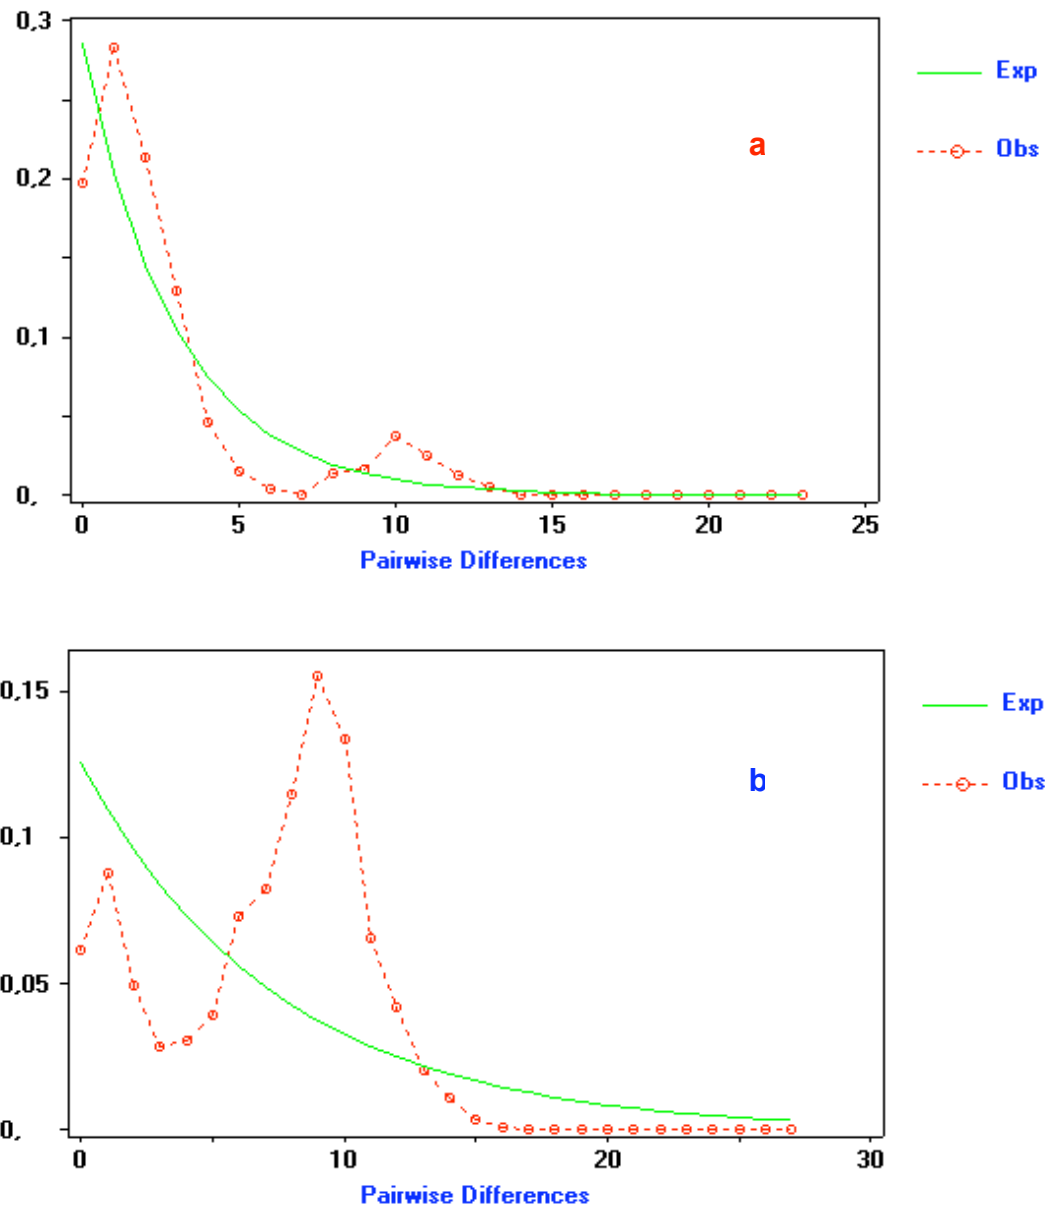 0,3
Exp
a
Obs
0,2
0,1
0,
0 5 10 15 20 25
Pairwise Differences
0,15
Exp
b
Obs
0,1
0,05
0,
0 10 20 30
Pairwise Differences